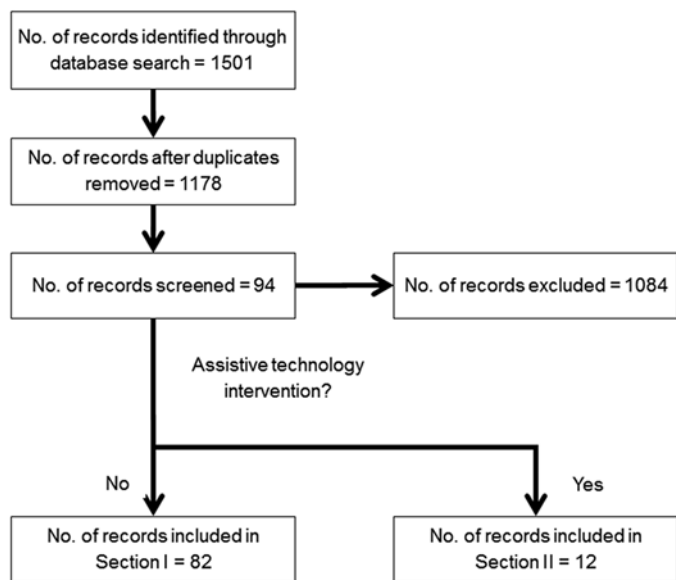 No. of records identified through
database search = 1501
No. of records after duplicates
removed = 1178
No. of records screened = 94
No. of records excluded = 1084
Assistive technology
intervention?
No
Yes
No. of records included in
Section I = 82
No. of records included in
Section II = 12